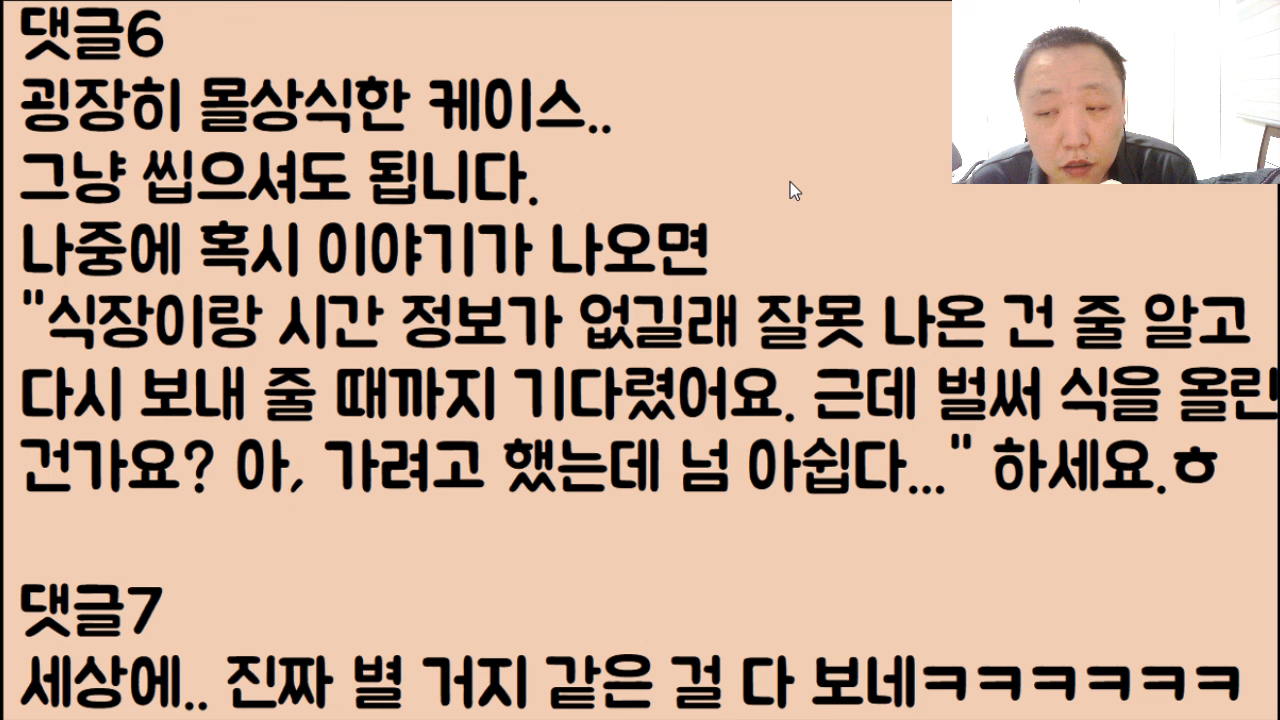 댓글6
굉장히 몰상식한 케이스..
그냥 씹으셔도 됩니다.
나중에 혹시 이야기가 나오면
"식장이랑 시간 정보가 없길래 잘못 나온 건 줄 알고
다시 보내 줄 때까지 기다렸어요. 근데 벌써 식을 올린
건가요? 아, 가려고 했는데 넘 아쉽다..." 하세요.ㅎ
댓글7
세상에.. 진짜 별 거지 같은 걸 다 보네ㅋㅋㅋㅋㅋㅋ